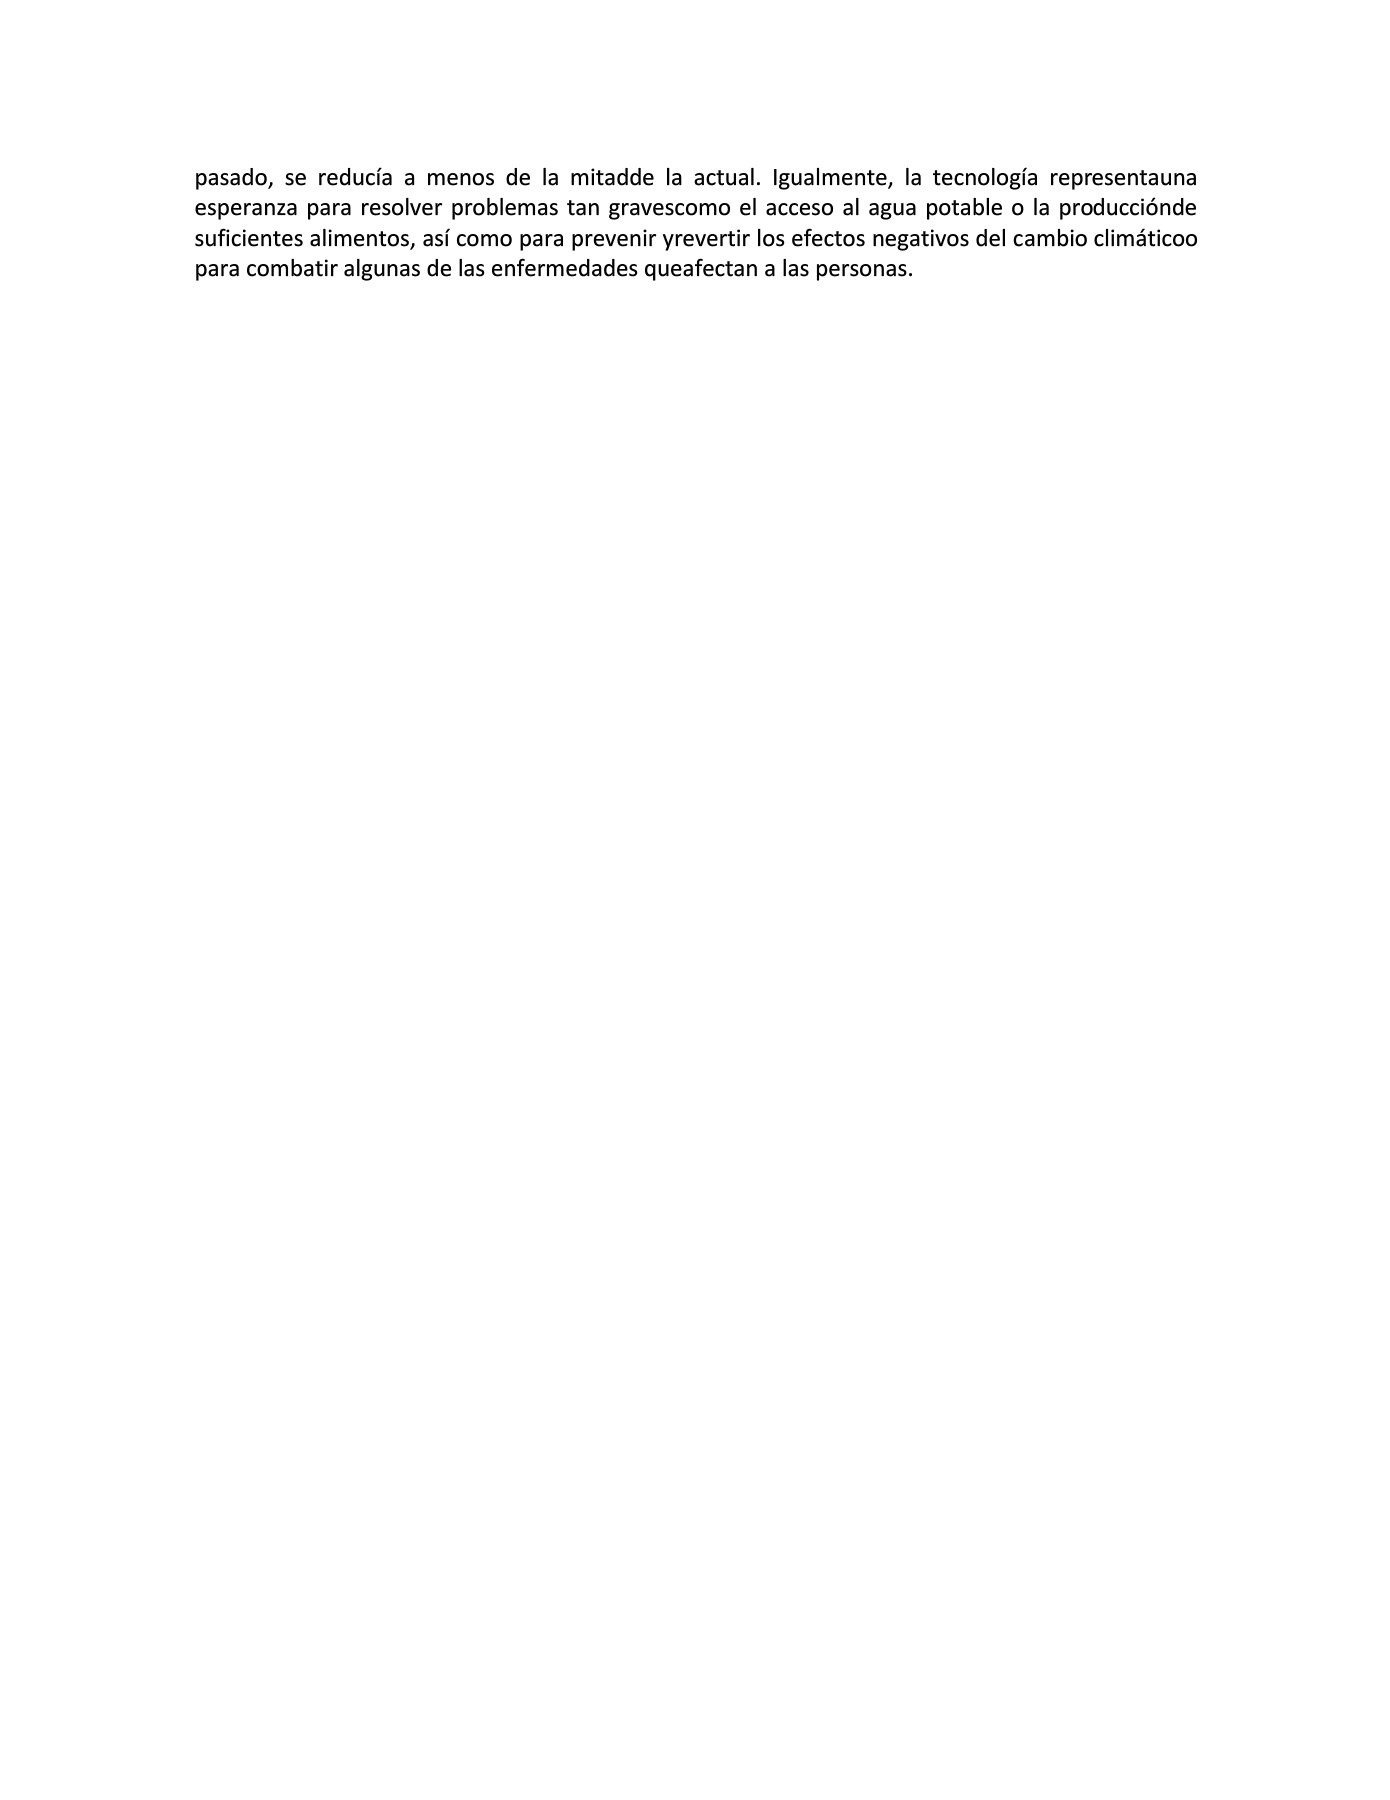 pasado, se reducía a menos de la mitadde la actual. Igualmente, la tecnología representauna
esperanza para resolver problemas tan gravescomo el acceso al agua potable o la producciónde
suficientes alimentos, así como para prevenir yrevertir los efectos negativos del cambio climáticoo
para combatir algunas de las enfermedades queafectan a las personas.